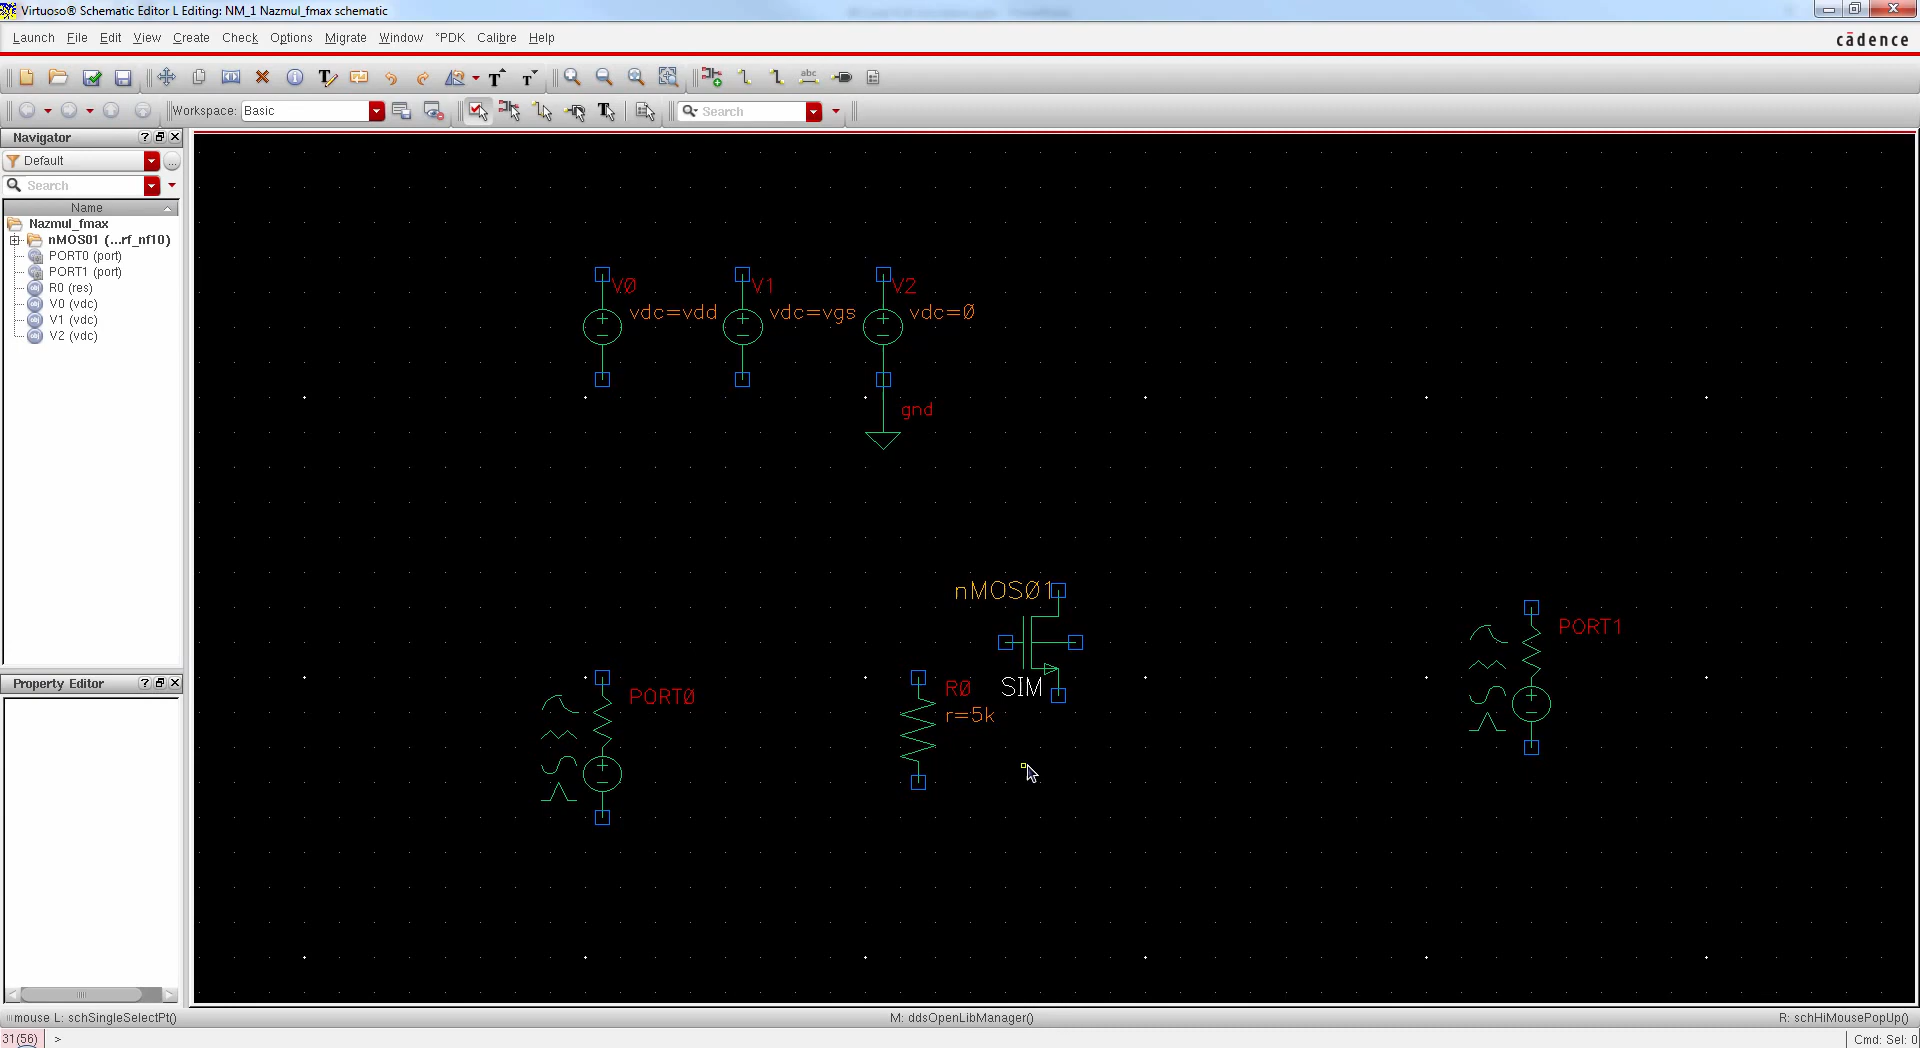 Virtuoso® Schematic Editor L Editing: NM_1 Nazmul_fmax schematic
Launch File Edit View Create Check Options Migrate Window *PDK Calibre Help
cādence
Workspace: Basic
Search
Navigator
Default
Search
Name
Nazmul_fmax
nMOS01 (...rf_nf10)
PORT0 (port)
PORT1 (port)
R0 (res)
V0 (vdc)
V1 (vdc)
V2 (vdc)
Property Editor
V0
vdc=vdd
V1
vdc=vgs
V2
vdc=0
gnd
nMOS01
SIM
R0
r=5k
PORT0
PORT1
mouse L: schSingleSelectPt()
M: ddsOpenLibManager()
R: schHiMousePopUp()
31(56) >
Cmd: Sel: 0